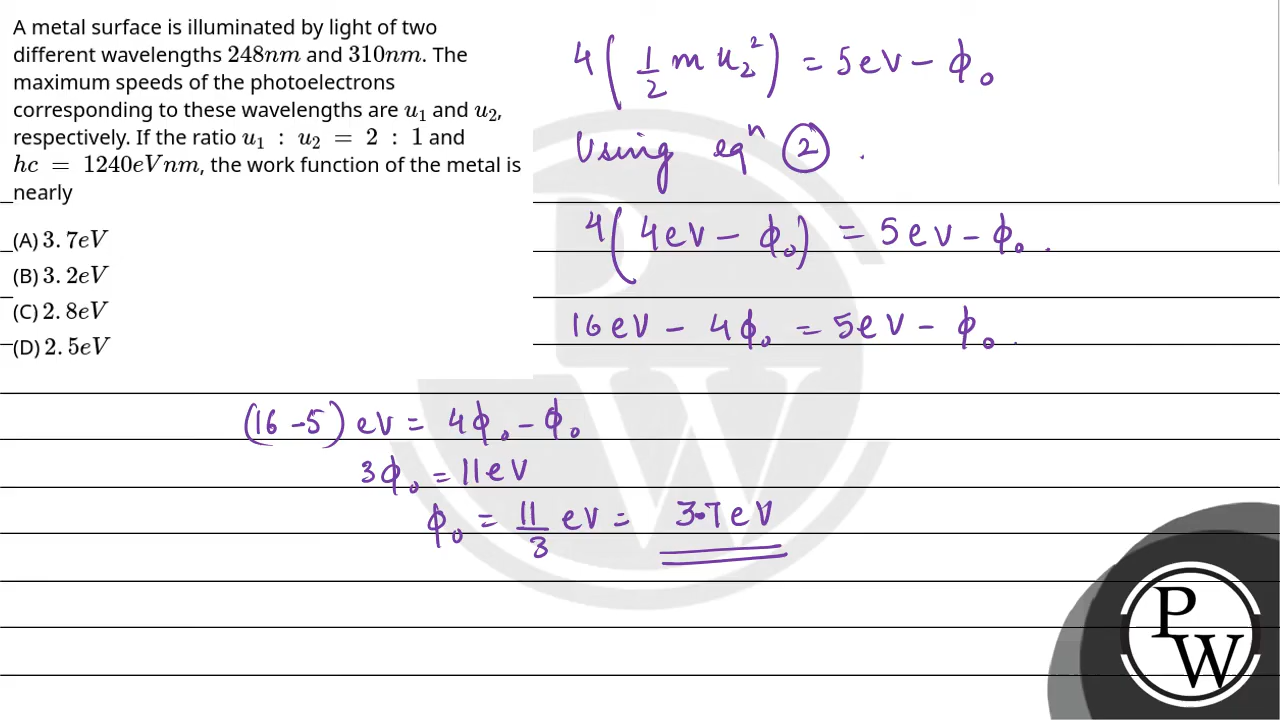 A metal surface is illuminated by light of two
different wavelengths 248nm and 310nm. The
maximum speeds of the photoelectrons
corresponding to these wavelengths are u₁ and u₂,
respectively. If the ratio u₁ : u₂ = 2 : 1 and
hc = 1240eVnm, the work function of the metal is
nearly
(A) 3.7eV
(B) 3.2eV
(C) 2.8eV
(D) 2.5eV
4(1/2 m u₂²) = 5eV − ϕ₀
Using eqⁿ ② .
4(4eV − ϕ₀) = 5eV − ϕ₀ .
16eV − 4ϕ₀ = 5eV − ϕ₀ .
(16 − 5) eV = 4ϕ₀ − ϕ₀
3ϕ₀ = 11eV
ϕ₀ = 11/3 eV = 3.7eV
PW
PW